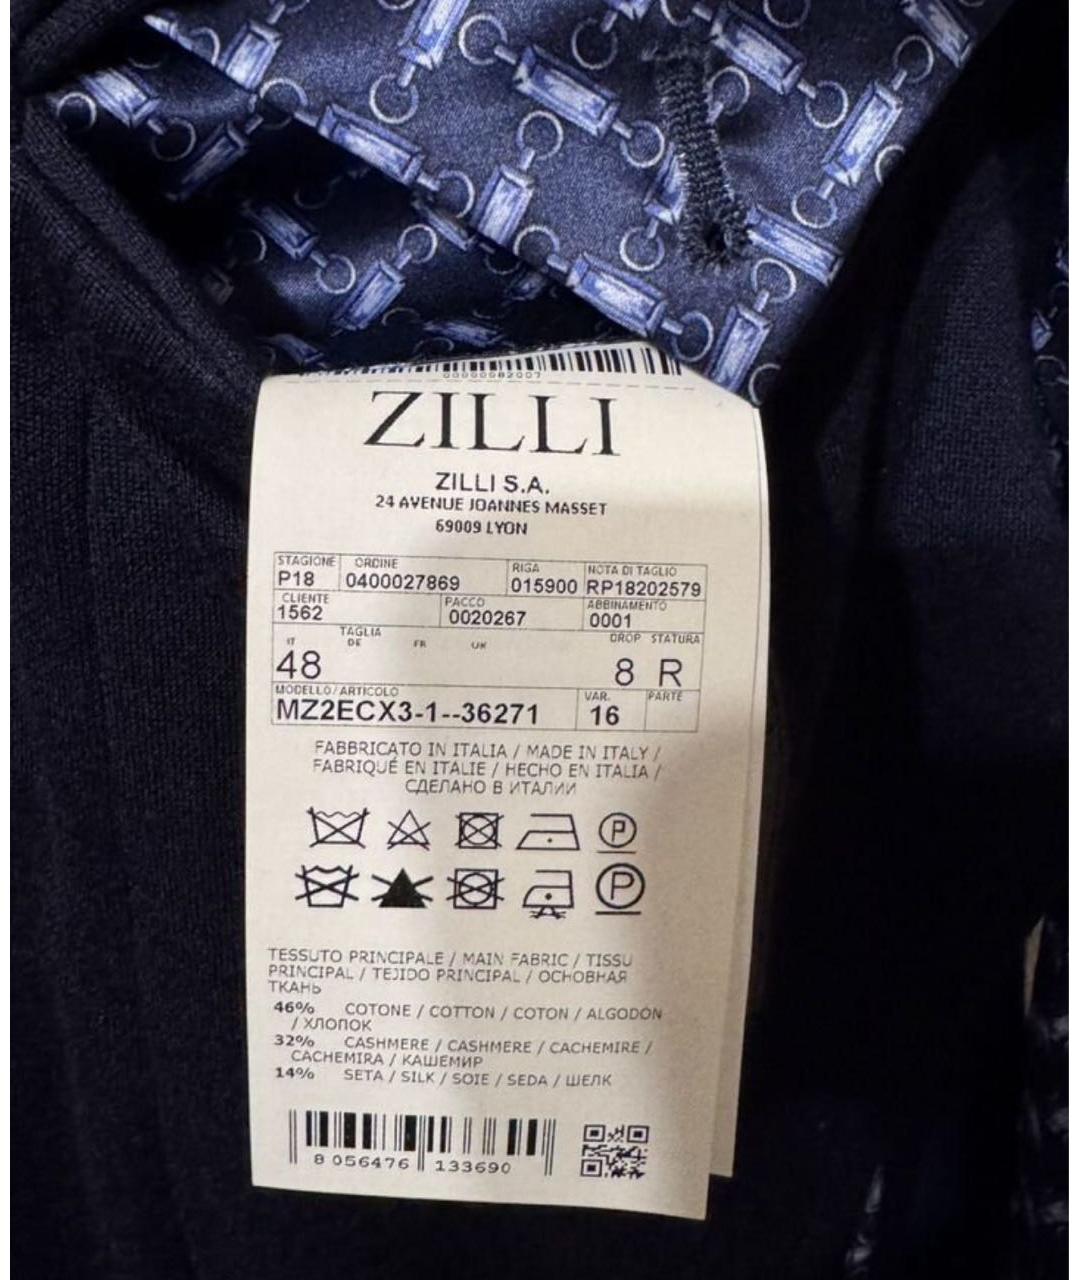 00000082007
ZILLI
ZILLI S.A.
24 AVENUE JOANNES MASSET
69009 LYON
STAGIONE ORDINE RIGA NOTA DI TAGLIO
P18 0400027869 015900 RP18202579
CLIENTE PACCO ABBINAMENTO
1562 0020267 0001
TAGLIA DROP STATURA
IT DE FR UK
48 8 R
MODELLO/ARTICOLO VAR. PARTE
MZ2ECX3-1--36271 16
FABBRICATO IN ITALIA / MADE IN ITALY /
FABRIQUÉ EN ITALIE / HECHO EN ITALIA /
СДЕЛАНО В ИТАЛИИ
P
P
TESSUTO PRINCIPALE / MAIN FABRIC / TISSU
PRINCIPAL / TEJIDO PRINCIPAL / ОСНОВНАЯ
ТКАНЬ
46% COTONE / COTTON / COTON / ALGODÓN
/ ХЛОПОК
32% CASHMERE / CASHMERE / CACHEMIRE /
CACHEMIRA / КАШЕМИР
14% SETA / SILK / SOIE / SEDA / ШЕЛК
8 056476 133690